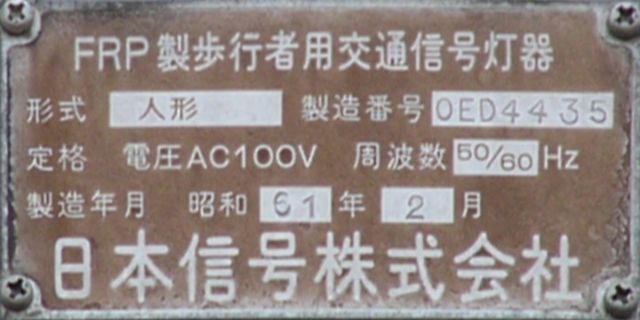 FRP製歩行者用交通信号灯器
形式 人形 製造番号 0ED4435
定格 電圧AC100V 周波数 50/60 Hz
製造年月 昭和 61 年 2 月
日本信号株式会社